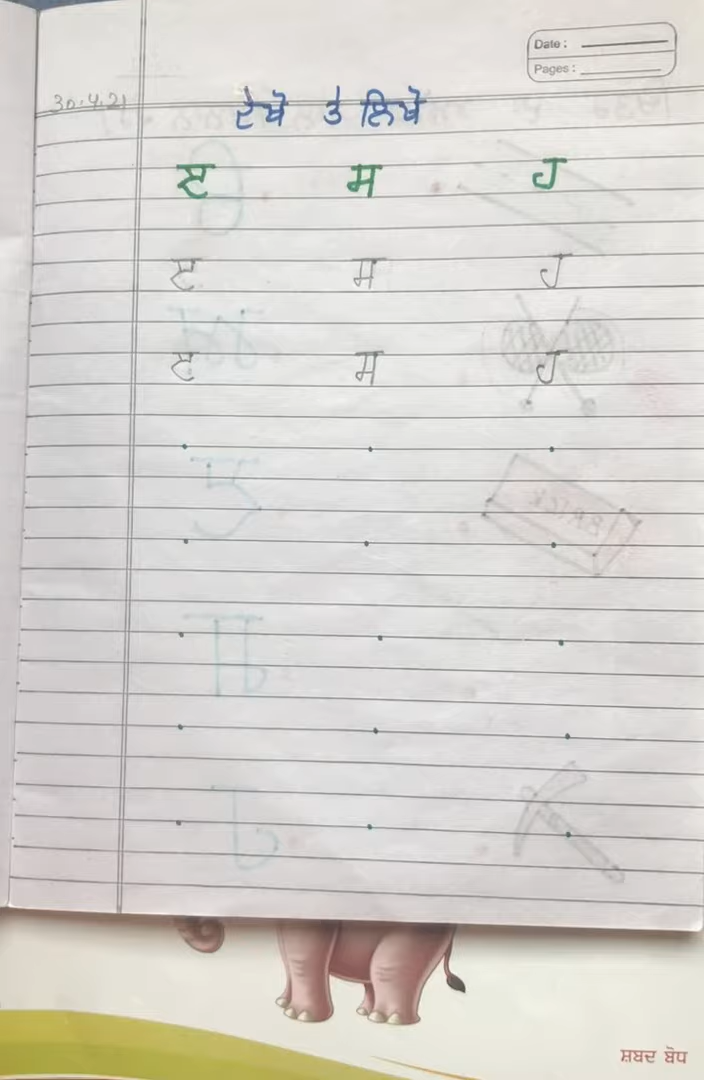 Date :
Pages :
30.4.21
ਦੇਖੋ ਤੇ ਲਿਖੋ
ੲ ਸ ਹ
ੲ ਸ ਹ
ੲ ਸ ਹ
ਸ਼ਬਦ ਬੋਧ